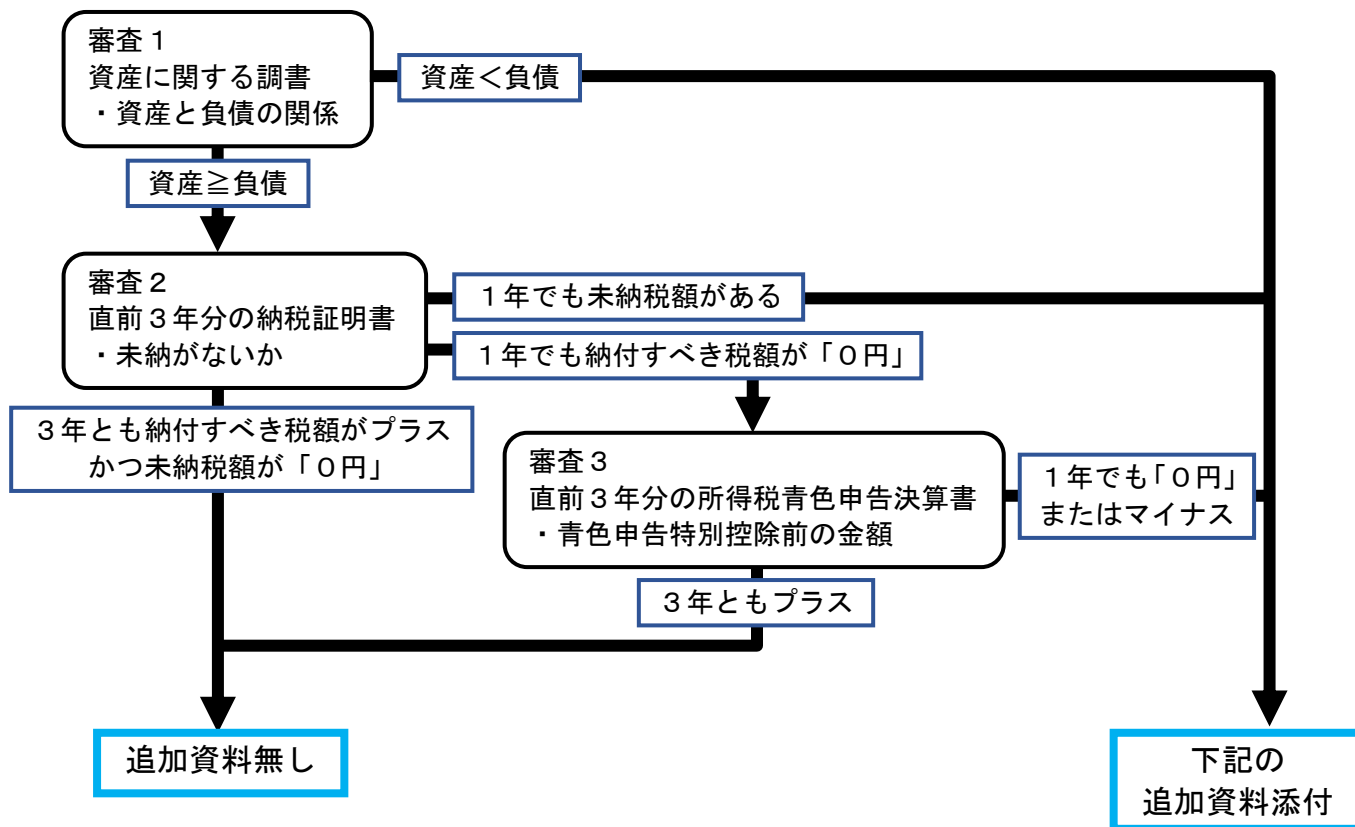 審査１
資産に関する調書
・資産と負債の関係
資産＜負債
資産≧負債
審査２
直前３年分の納税証明書
・未納がないか
１年でも未納税額がある
１年でも納付すべき税額が「０円」
３年とも納付すべき税額がプラス
かつ未納税額が「０円」
審査３
直前３年分の所得税青色申告決算書
・青色申告特別控除前の金額
１年でも「０円」
またはマイナス
３年ともプラス
追加資料無し
下記の
追加資料添付